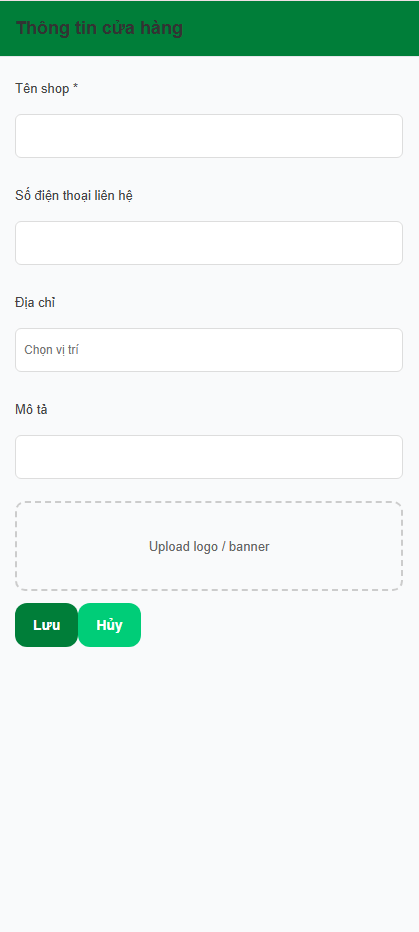 Thông tin cửa hàng
Tên shop *
Số điện thoại liên hệ
Địa chỉ
Chọn vị trí
Mô tả
Upload logo / banner
Lưu Hủy